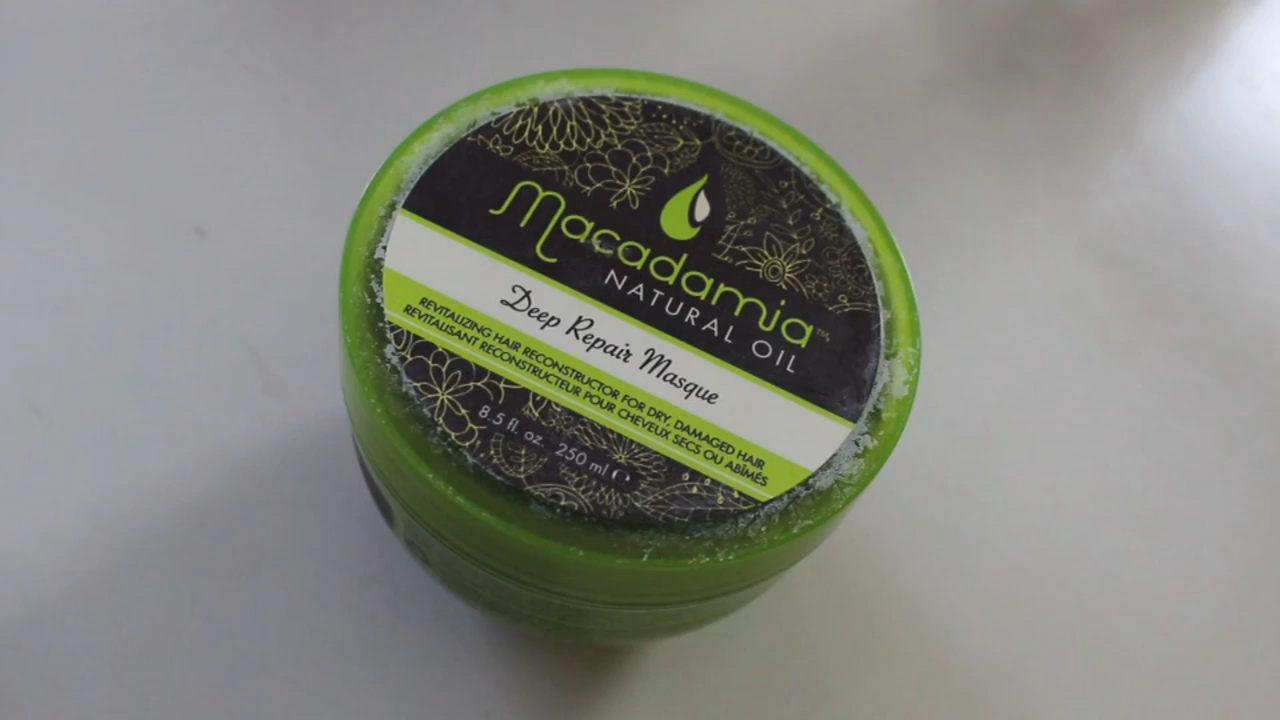 Macadamia™
NATURAL OIL
Deep Repair Masque
REVITALIZING HAIR RECONSTRUCTOR FOR DRY, DAMAGED HAIR
REVITALISANT RECONSTRUCTEUR POUR CHEVEUX SECS OU ABÎMÉS
8.5 fl. oz. 250 ml